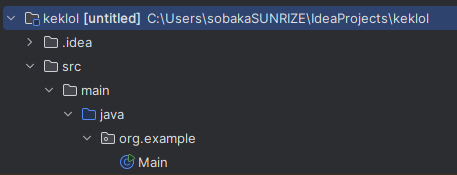 keklol [untitled] C:\Users\sobakaSUNRIZE\IdeaProjects\keklol
.idea
src
main
java
org.example
Main